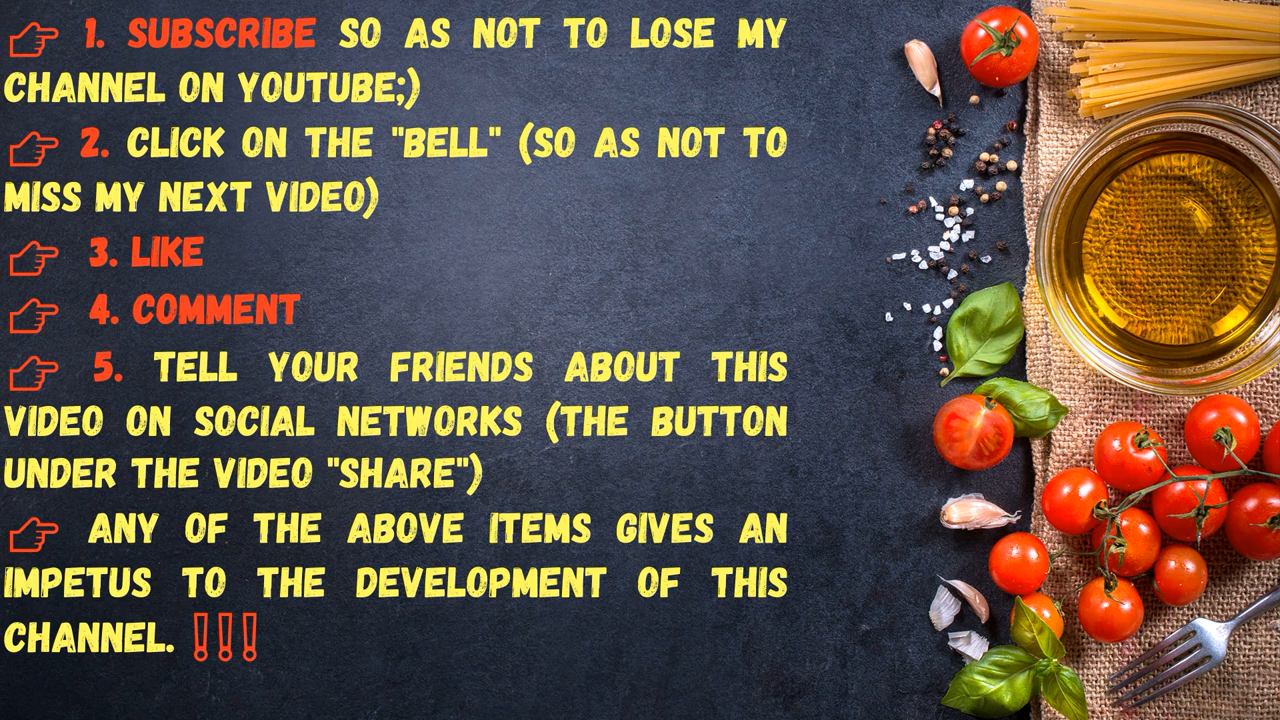 👉 1. SUBSCRIBE SO AS NOT TO LOSE MY
CHANNEL ON YOUTUBE;)
👉 2. CLICK ON THE "BELL" (SO AS NOT TO
MISS MY NEXT VIDEO)
👉 3. LIKE
👉 4. COMMENT
👉 5. TELL YOUR FRIENDS ABOUT THIS
VIDEO ON SOCIAL NETWORKS (THE BUTTON
UNDER THE VIDEO "SHARE")
👉 ANY OF THE ABOVE ITEMS GIVES AN
IMPETUS TO THE DEVELOPMENT OF THIS
CHANNEL. ❗❗❗